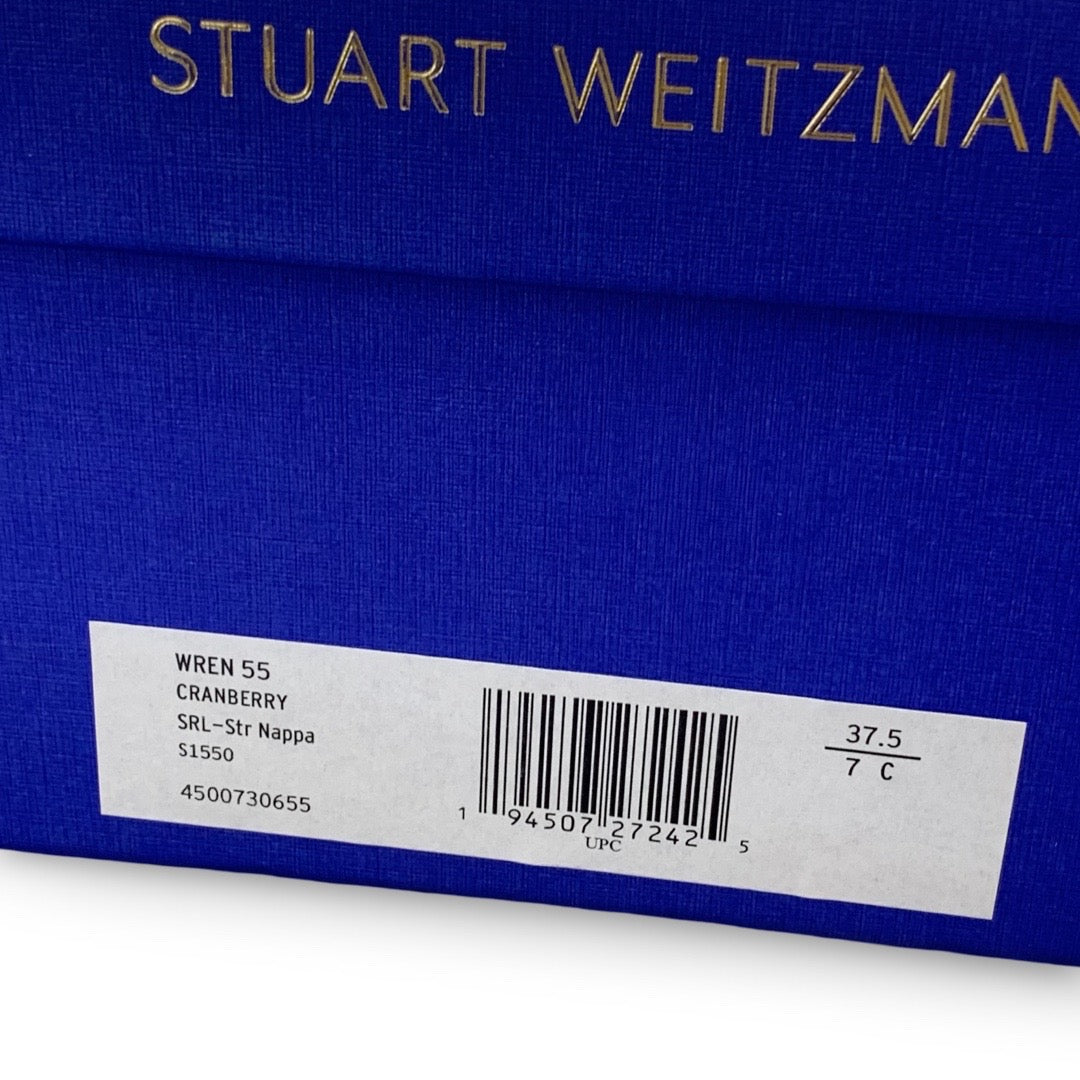 STUART WEITZMAN
WREN 55
CRANBERRY
SRL-Str Nappa
S1550
4500730655
1 94507 27242 5
UPC
37.5
7 C